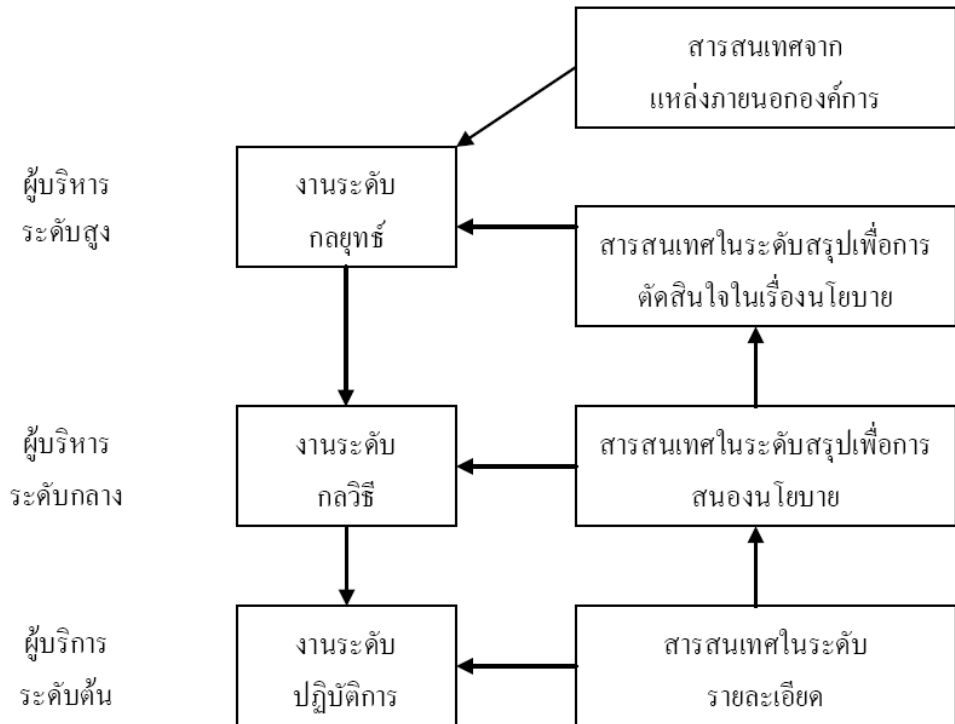 สารสนเทศจาก
แหล่งภายนอกองค์การ
ผู้บริหาร
ระดับสูง
งานระดับ
กลยุทธ์
สารสนเทศในระดับสรุปเพื่อการ
ตัดสินใจในเรื่องนโยบาย
ผู้บริหาร
ระดับกลาง
งานระดับ
กลวิธี
สารสนเทศในระดับสรุปเพื่อการ
สนองนโยบาย
ผู้บริการ
ระดับต้น
งานระดับ
ปฏิบัติการ
สารสนเทศในระดับ
รายละเอียด